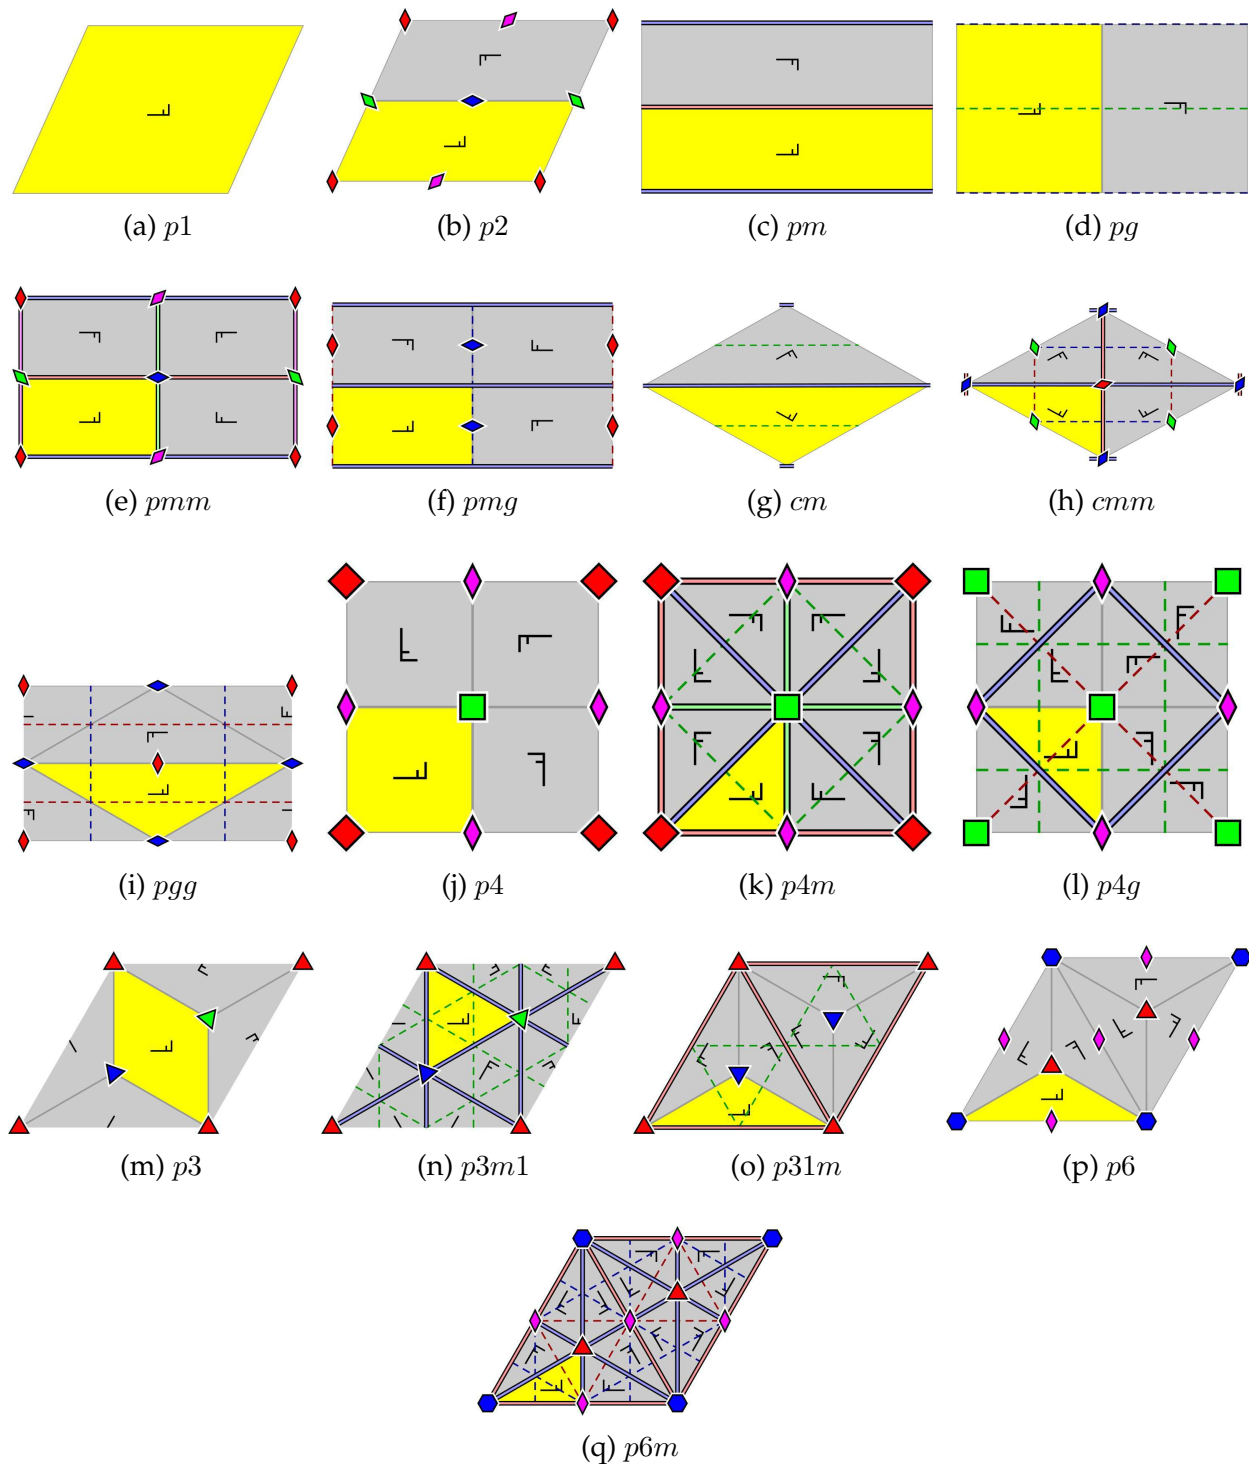 (a) p1
(b) p2
(c) pm
(d) pg
(e) pmm
(f) pmg
(g) cm
(h) cmm
(i) pgg
(j) p4
(k) p4m
(l) p4g
(m) p3
(n) p3m1
(o) p31m
(p) p6
(q) p6m